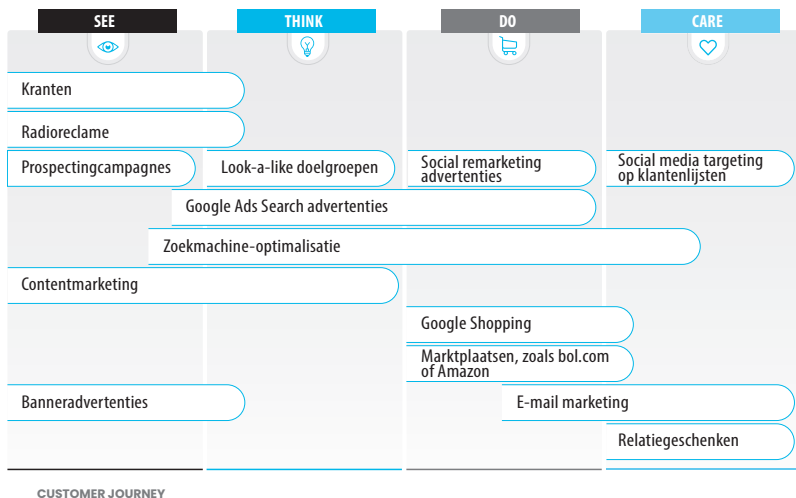 SEE
THINK
DO
CARE
Kranten
Radioreclame
Prospectingcampagnes
Look-a-like doelgroepen
Social remarketing
advertenties
Social media targeting
op klantenlijsten
Google Ads Search advertenties
Zoekmachine-optimalisatie
Contentmarketing
Google Shopping
Marktplaatsen, zoals bol.com
of Amazon
Banneradvertenties
E-mail marketing
Relatiegeschenken
CUSTOMER JOURNEY